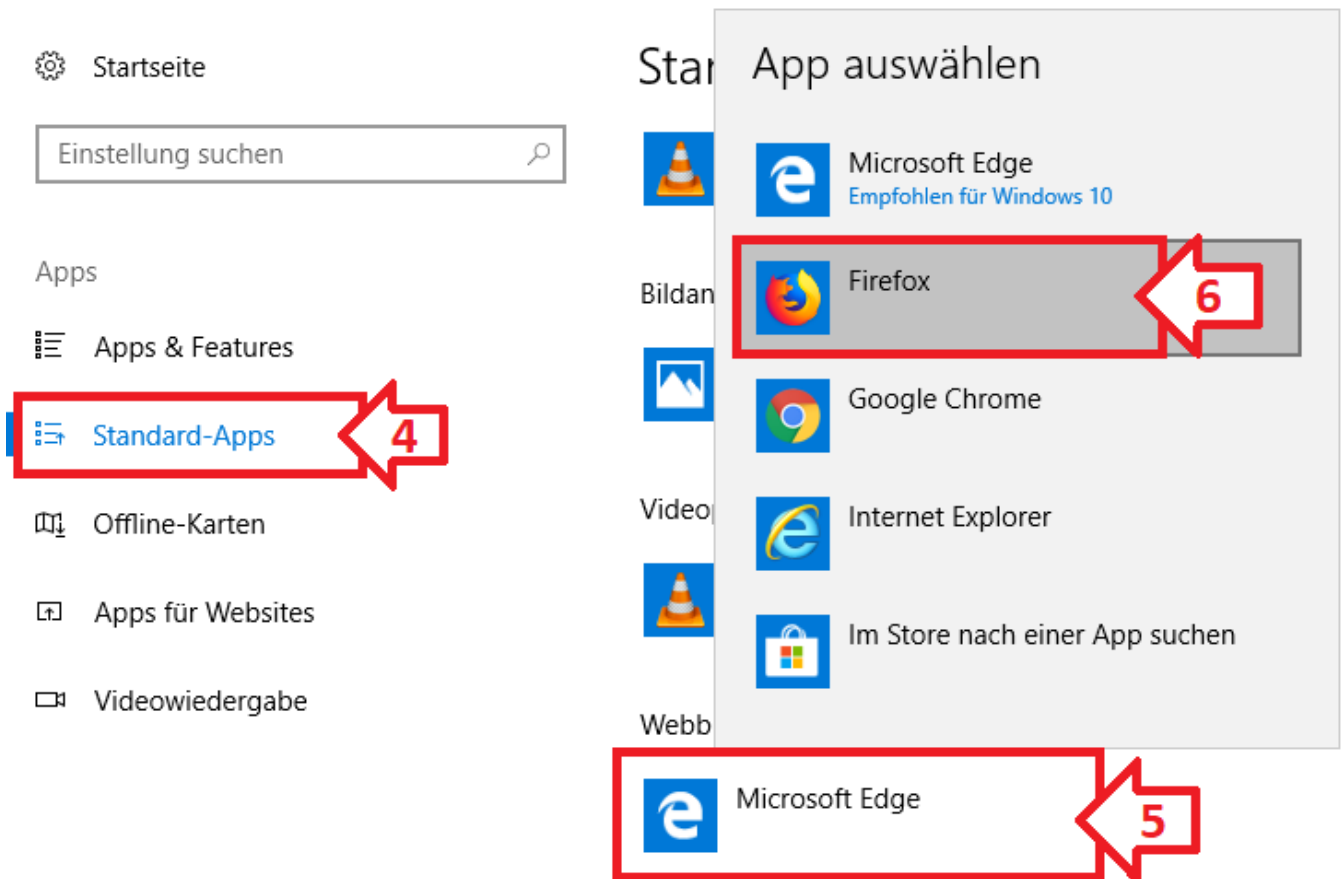 Startseite
Einstellung suchen
Apps
Apps & Features
Standard-Apps
4
Offline-Karten
Apps für Websites
Videowiedergabe
Star
Bildan
Video
Webb
Microsoft Edge
5
App auswählen
Microsoft Edge
Empfohlen für Windows 10
Firefox
6
Google Chrome
Internet Explorer
Im Store nach einer App suchen